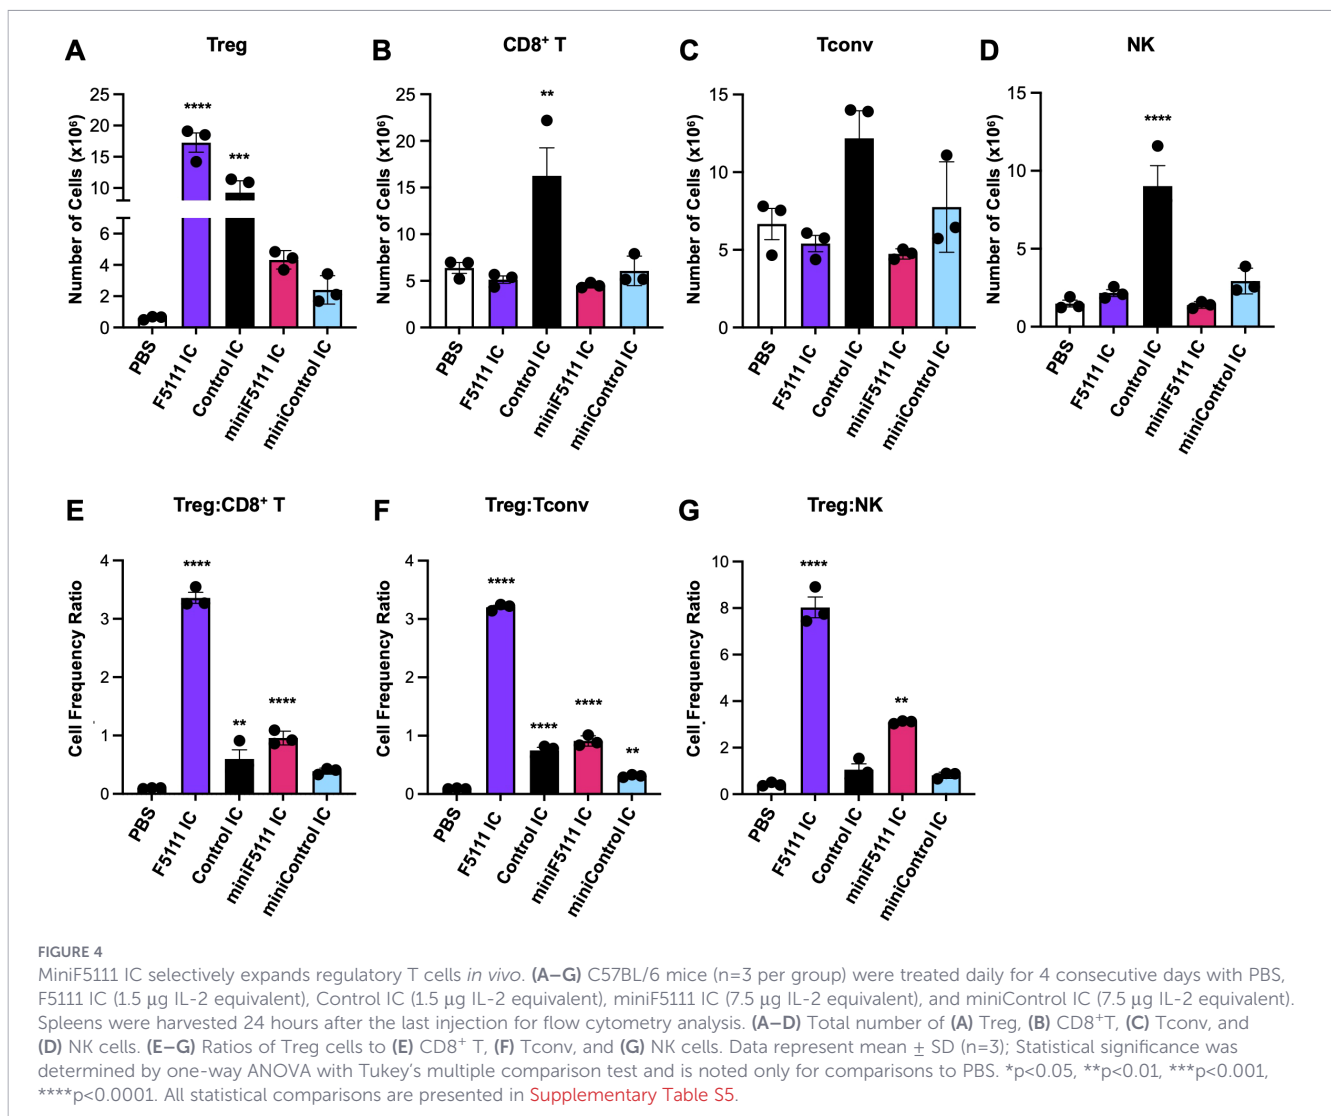 A Treg
Number of Cells (x10⁶)
25
20
15
10
6
4
2
0
****
***
PBS
F5111 IC
Control IC
miniF5111 IC
miniControl IC
B CD8⁺ T
Number of Cells (x10⁶)
25
20
15
10
5
0
**
PBS
F5111 IC
Control IC
miniF5111 IC
miniControl IC
C Tconv
Number of Cells (x10⁶)
15
10
5
0
PBS
F5111 IC
Control IC
miniF5111 IC
miniControl IC
D NK
Number of Cells (x10⁶)
15
10
5
0
****
PBS
F5111 IC
Control IC
miniF5111 IC
miniControl IC
E Treg:CD8⁺ T
Cell Frequency Ratio
4
3
2
1
0
****
**
****
PBS
F5111 IC
Control IC
miniF5111 IC
miniControl IC
F Treg:Tconv
Cell Frequency Ratio
4
3
2
1
0
****
****
****
**
PBS
F5111 IC
Control IC
miniF5111 IC
miniControl IC
G Treg:NK
Cell Frequency Ratio
10
8
6
4
2
0
****
**
PBS
F5111 IC
Control IC
miniF5111 IC
miniControl IC
FIGURE 4
MiniF5111 IC selectively expands regulatory T cells in vivo. (A–G) C57BL/6 mice (n=3 per group) were treated daily for 4 consecutive days with PBS,
F5111 IC (1.5 µg IL-2 equivalent), Control IC (1.5 µg IL-2 equivalent), miniF5111 IC (7.5 µg IL-2 equivalent), and miniControl IC (7.5 µg IL-2 equivalent).
Spleens were harvested 24 hours after the last injection for flow cytometry analysis. (A–D) Total number of (A) Treg, (B) CD8⁺T, (C) Tconv, and
(D) NK cells. (E–G) Ratios of Treg cells to (E) CD8⁺ T, (F) Tconv, and (G) NK cells. Data represent mean ± SD (n=3); Statistical significance was
determined by one-way ANOVA with Tukey's multiple comparison test and is noted only for comparisons to PBS. *p<0.05, **p<0.01, ***p<0.001,
****p<0.0001. All statistical comparisons are presented in Supplementary Table S5.